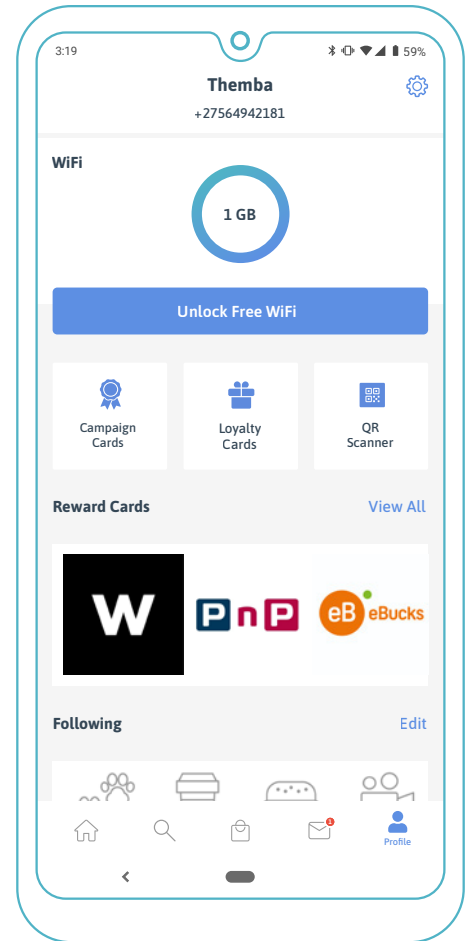 3:19
59%
Themba
+27564942181
WiFi
1 GB
Unlock Free WiFi
Campaign
Cards
Loyalty
Cards
QR
Scanner
Reward Cards
View All
W
PnP
eB eBucks
Following
Edit
1
Profile